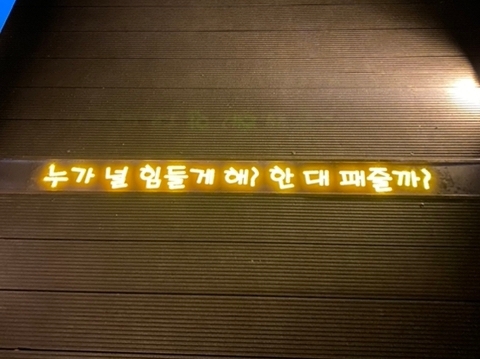 누가 널 힘들게 해? 한 대 패줄까?